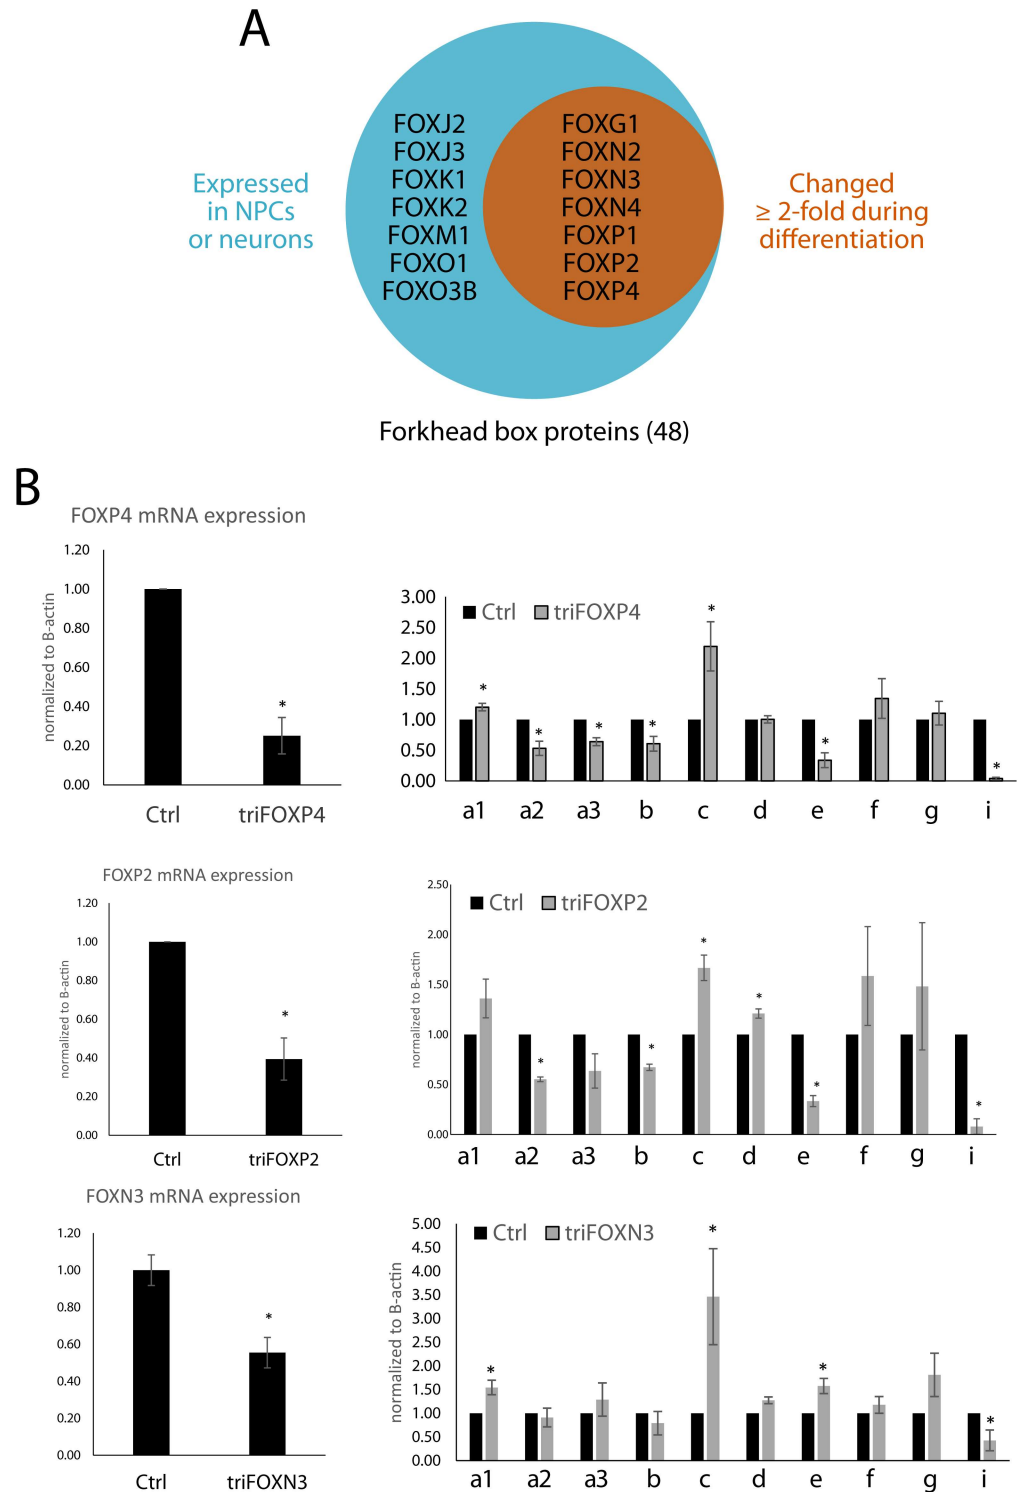 A
Expressed
in NPCs
or neurons
FOXJ2
FOXJ3
FOXK1
FOXK2
FOXM1
FOXO1
FOXO3B
FOXG1
FOXN2
FOXN3
FOXN4
FOXP1
FOXP2
FOXP4
Changed
≥ 2-fold during
differentiation
Forkhead box proteins (48)
B
FOXP4 mRNA expression
normalized to B-actin
1.20
1.00
0.80
0.60
0.40
0.20
0.00
*
Ctrl triFOXP4
Ctrl triFOXP4
3.00
2.50
2.00
1.50
1.00
0.50
0.00
* * * * * * *
a1 a2 a3 b c d e f g i
FOXP2 mRNA expression
normalized to B-actin
1.20
1.00
0.80
0.60
0.40
0.20
0.00
*
Ctrl triFOXP2
Ctrl triFOXP2
normalized to B-actin
2.50
2.00
1.50
1.00
0.50
0.00
* * * * * *
a1 a2 a3 b c d e f g i
FOXN3 mRNA expression
1.20
1.00
0.80
0.60
0.40
0.20
0.00
*
Ctrl triFOXN3
Ctrl triFOXN3
normalized to B-actin
5.00
4.50
4.00
3.50
3.00
2.50
2.00
1.50
1.00
0.50
0.00
* * * *
a1 a2 a3 b c d e f g i